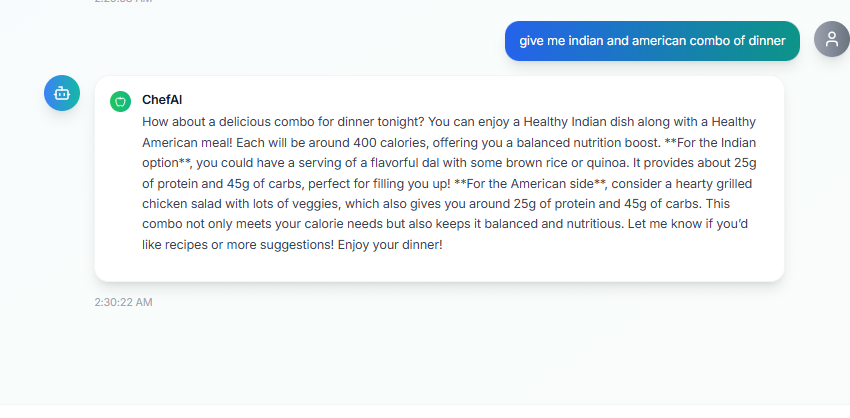 give me indian and american combo of dinner
ChefAI
How about a delicious combo for dinner tonight? You can enjoy a Healthy Indian dish along with a Healthy
American meal! Each will be around 400 calories, offering you a balanced nutrition boost. **For the Indian
option**, you could have a serving of a flavorful dal with some brown rice or quinoa. It provides about 25g
of protein and 45g of carbs, perfect for filling you up! **For the American side**, consider a hearty grilled
chicken salad with lots of veggies, which also gives you around 25g of protein and 45g of carbs. This
combo not only meets your calorie needs but also keeps it balanced and nutritious. Let me know if you’d
like recipes or more suggestions! Enjoy your dinner!
2:30:22 AM